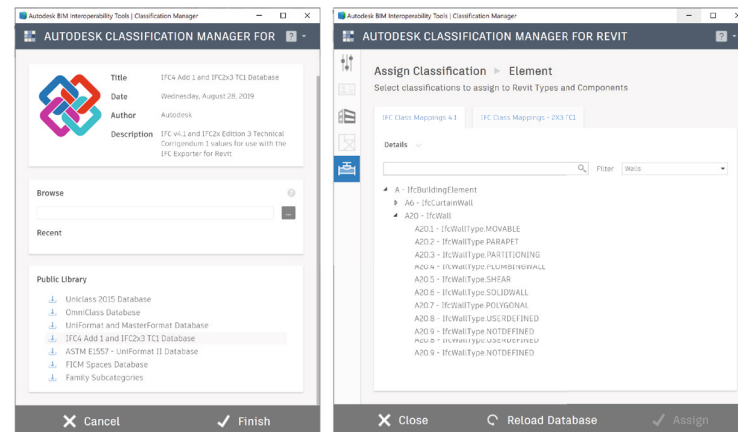 Autodesk BIM Interoperability Tools | Classification Manager
AUTODESK CLASSIFICATION MANAGER FOR
Title IFC4 Add 1 and IFC2x3 TC1 Database
Date Wednesday, August 28, 2019
Author Autodesk
Description IFC v4.1 and IFC2x Edition 3 Technical
Corrigendum 1 values for use with the
IFC Exporter for Revit
Browse
...
Recent
Public Library
Uniclass 2015 Database
OmniClass Database
UniFormat and MasterFormat Database
IFC4 Add 1 and IFC2x3 TC1 Database
ASTM E1557 - UniFormat II Database
FICM Spaces Database
Family Subcategories
Cancel Finish
Autodesk BIM Interoperability Tools | Classification Manager
AUTODESK CLASSIFICATION MANAGER FOR REVIT
Assign Classification Element
Select classifications to assign to Revit Types and Components
IFC Class Mappings 4.1 IFC Class Mappings - 2X3 TC1
Details
Filter Walls
A - IfcBuildingElement
A6 - IfcCurtainWall
A20 - IfcWall
A20.1 - IfcWallType.MOVABLE
A20.2 - IfcWallType.PARAPET
A20.3 - IfcWallType.PARTITIONING
A20.4 - IfcWallType.PLUMBINGWALL
A20.5 - IfcWallType.SHEAR
A20.6 - IfcWallType.SOLIDWALL
A20.7 - IfcWallType.POLYGONAL
A20.8 - IfcWallType.USERDEFINED
A20.9 - IfcWallType.NOTDEFINED
A20.8 - IfcWallType.USERDEFINED
A20.9 - IfcWallType.NOTDEFINED
Close Reload Database Assign